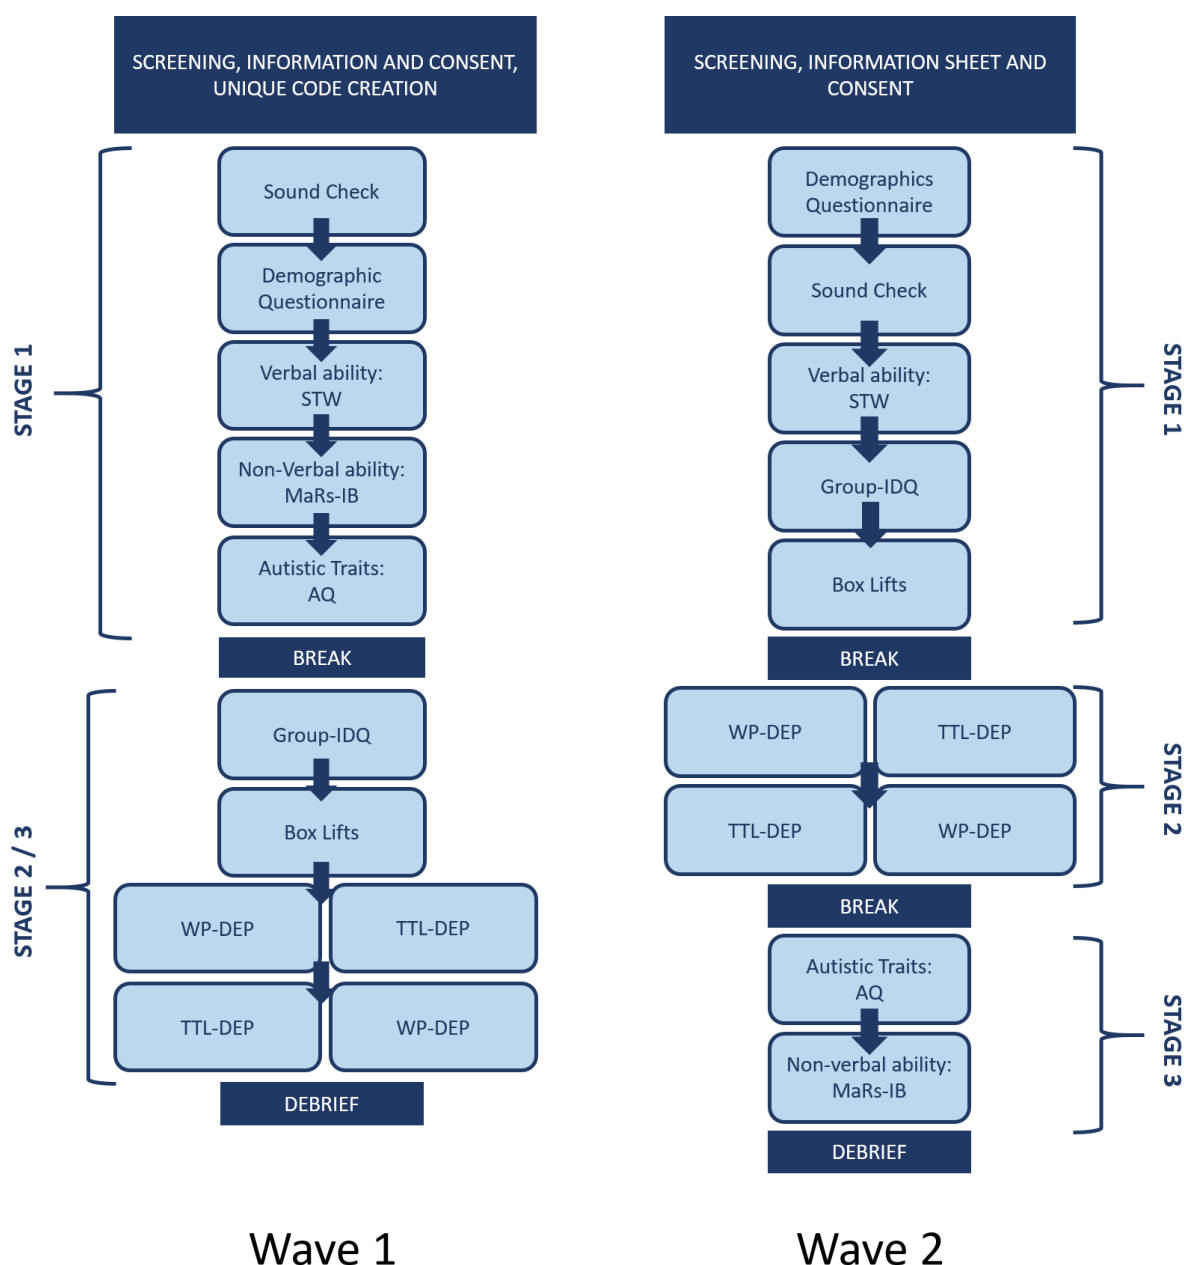 SCREENING, INFORMATION AND CONSENT,
UNIQUE CODE CREATION
STAGE 1
Sound Check
Demographic
Questionnaire
Verbal ability:
STW
Non-Verbal ability:
MaRs-IB
Autistic Traits:
AQ
BREAK
STAGE 2 / 3
Group-IDQ
Box Lifts
WP-DEP
TTL-DEP
TTL-DEP
WP-DEP
DEBRIEF
Wave 1
SCREENING, INFORMATION SHEET AND
CONSENT
STAGE 1
Demographics
Questionnaire
Sound Check
Verbal ability:
STW
Group-IDQ
Box Lifts
BREAK
STAGE 2
WP-DEP
TTL-DEP
TTL-DEP
WP-DEP
BREAK
STAGE 3
Autistic Traits:
AQ
Non-verbal ability:
MaRs-IB
DEBRIEF
Wave 2